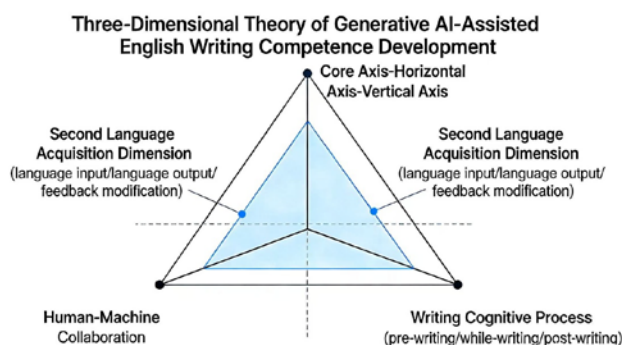 Three-Dimensional Theory of Generative AI-Assisted
English Writing Competence Development
Core Axis-Horizontal
Axis-Vertical Axis
Second Language
Acquisition Dimension
(language input/language output/
feedback modification)
Second Language
Acquisition Dimension
(language input/language output/
feedback modification)
Human-Machine
Collaboration
Writing Cognitive Process
(pre-writing/while-writing/post-writing)